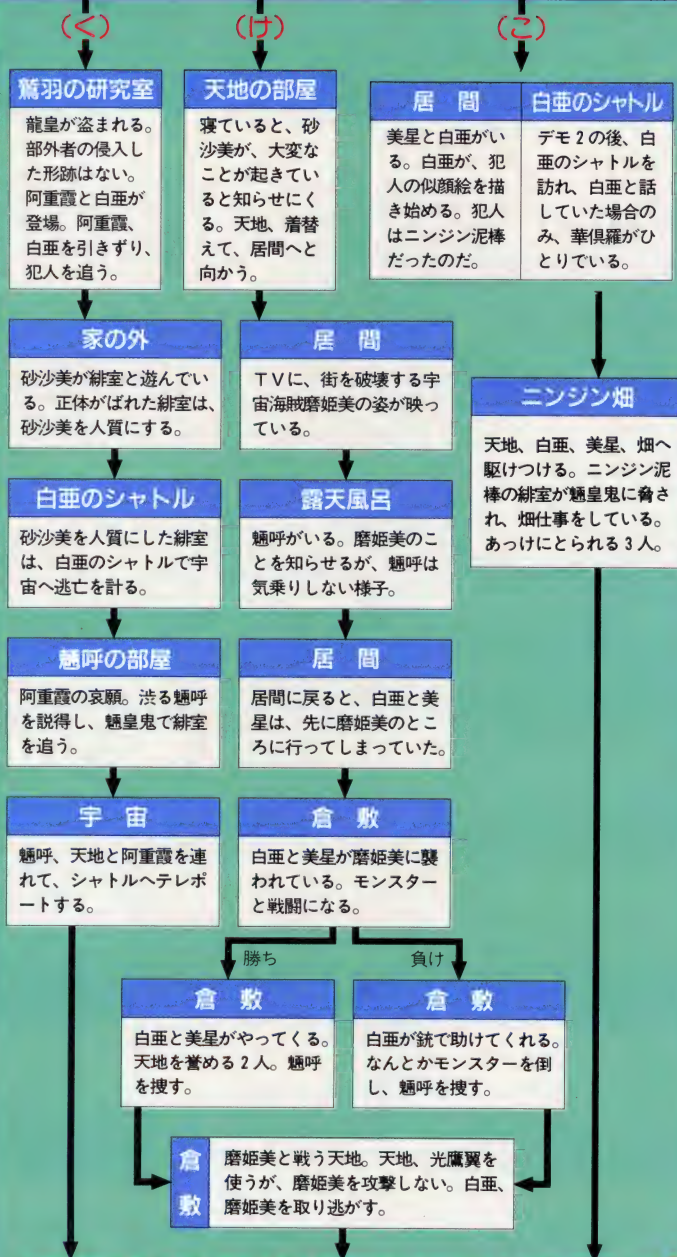 (く)
(け)
(こ)
鷲羽の研究室
龍皇が盗まれる。
部外者の侵入し
た形跡はない。
阿重霞と白亜が
登場。阿重霞、
白亜を引きずり、
犯人を追う。
家の外
砂沙美が緋室と遊んでい
る。正体がばれた緋室は、
砂沙美を人質にする。
白亜のシャトル
砂沙美を人質にした緋室
は、白亜のシャトルで宇
宙へ逃亡を計る。
魎呼の部屋
阿重霞の哀願。渋る魎呼
を説得し、魎皇鬼で緋室
を追う。
宇宙
魎呼、天地と阿重霞を連
れて、シャトルへテレポ
ートする。
天地の部屋
寝ていると、砂
沙美が、大変な
ことが起きてい
ると知らせにく
る。天地、着替
えて、居間へと
向かう。
居間
TVに、街を破壊する宇
宙海賊磨姫美の姿が映っ
ている。
露天風呂
魎呼がいる。磨姫美のこ
とを知らせるが、魎呼は
気乗りしない様子。
居間
居間に戻ると、白亜と美
星は、先に磨姫美のとこ
ろに行ってしまっていた。
倉敷
白亜と美星が磨姫美に襲
われている。モンスター
と戦闘になる。
勝ち
負け
倉敷
白亜と美星がやってくる。
天地を誉める2人。魎呼
を捜す。
倉敷
白亜が銃で助けてくれる。
なんとかモンスターを倒
し、魎呼を捜す。
倉敷
磨姫美と戦う天地。天地、光鷹翼を
使うが、磨姫美を攻撃しない。白亜、
磨姫美を取り逃がす。
居間
美星と白亜がい
る。白亜が、犯
人の似顔絵を描
き始める。犯人
はニンジン泥棒
だったのだ。
白亜のシャトル
デモ2の後、白
亜のシャトルを
訪れ、白亜と話
していた場合の
み、華倶羅がひ
とりでいる。
ニンジン畑
天地、白亜、美星、畑へ
駆けつける。ニンジン泥
棒の緋室が魎皇鬼に脅さ
れ、畑仕事をしている。
あっけにとられる3人。